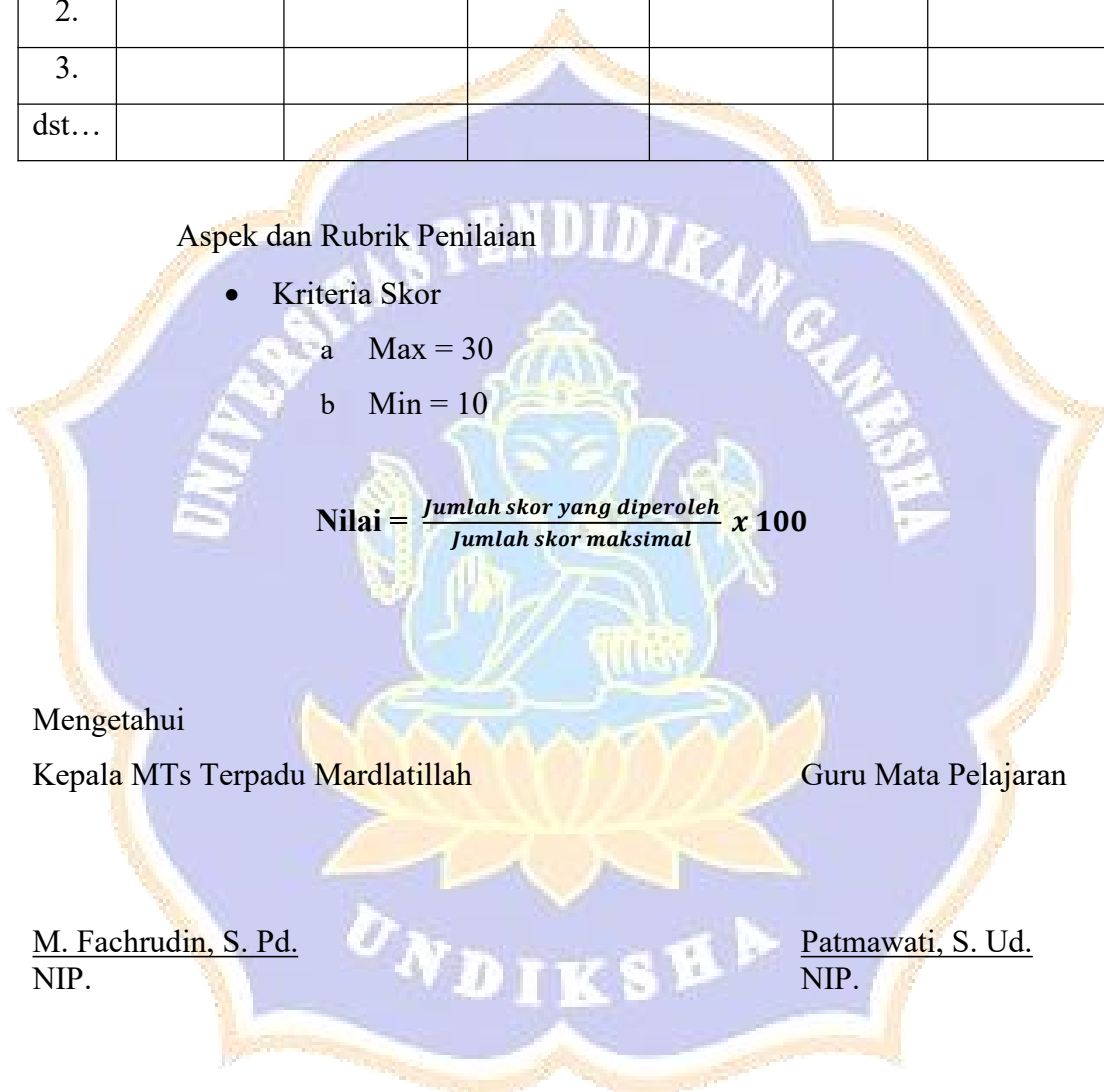 2.
3.
dst…
Aspek dan Rubrik Penilaian
• Kriteria Skor
a Max = 30
b Min = 10
Nilai = Jumlah skor yang diperoleh / Jumlah skor maksimal x 100
Mengetahui
Kepala MTs Terpadu Mardlatillah Guru Mata Pelajaran
M. Fachrudin, S. Pd. Patmawati, S. Ud.
NIP. NIP.
UNIVERSITAS PENDIDIKAN GANESHA
UNDIKSHA